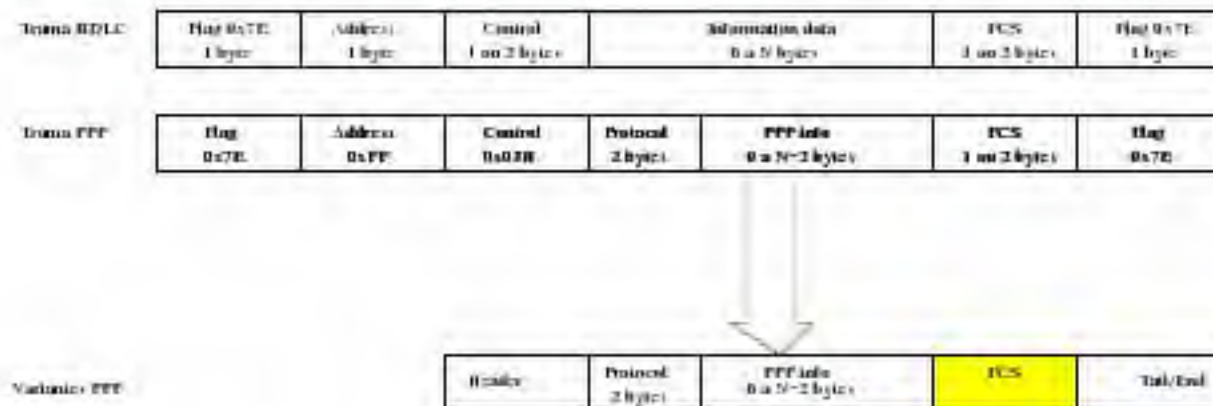 Trama HDLC
Flag 0x7E
1 byte
Address
1 byte
Control
1 ou 2 bytes
Information data
0 a N bytes
FCS
1 ou 2 bytes
Flag 0x7E
1 byte
Trama PPP
Flag
0x7E
Address
0xFF
Control
Protocol
2 bytes
PPP info
0 a N-2 bytes
FCS
1 ou 2 bytes
Flag
0x7E
Variantes PPP
Header
Protocol
2 bytes
PPP info
0 a N-2 bytes
FCS
Tail/End